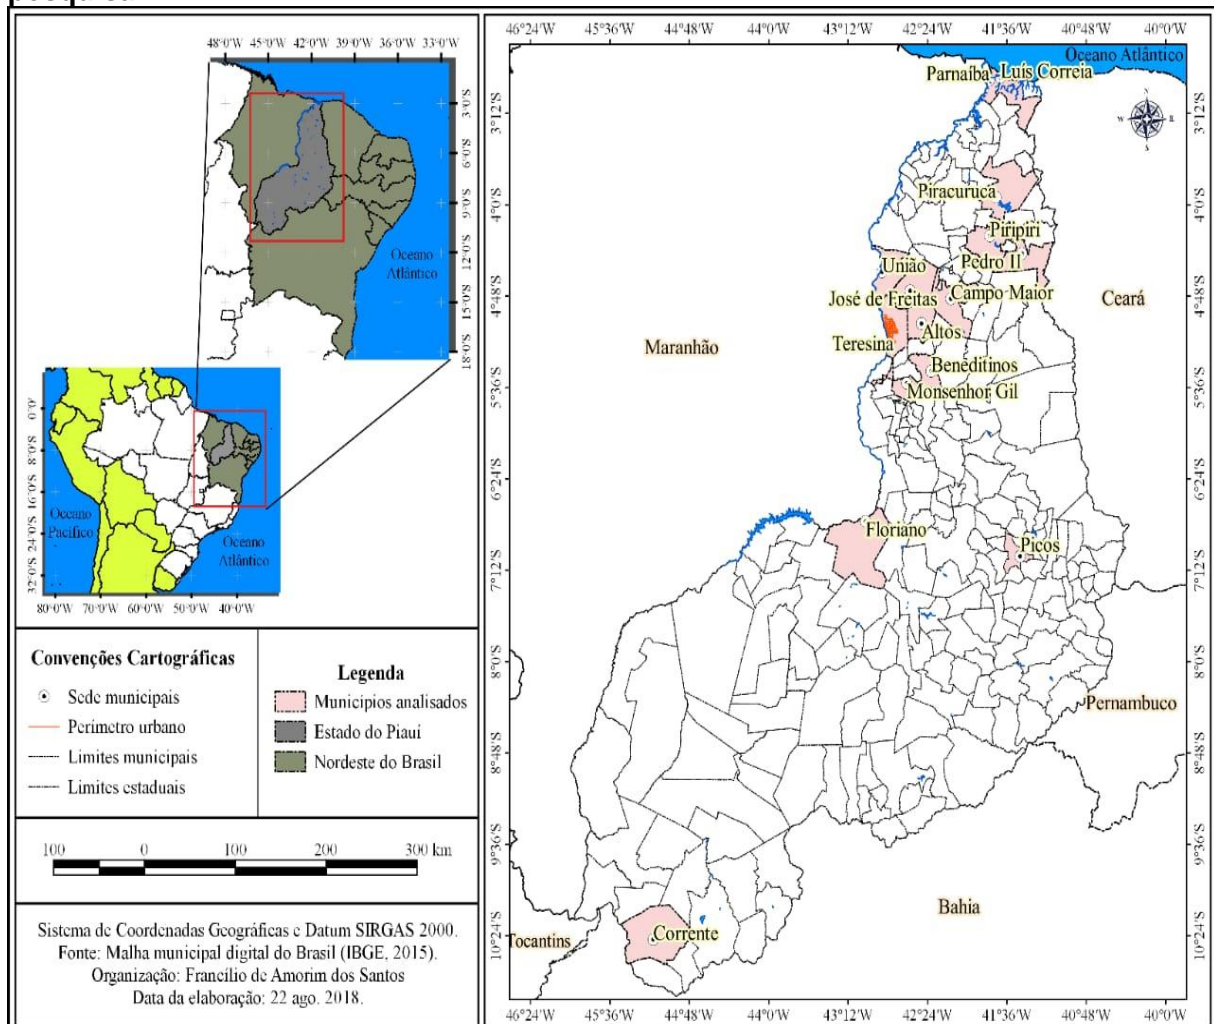 48°0'W 45°0'W 42°0'W 39°0'W 36°0'W 33°0'W
3°0'S
6°0'S
9°0'S
12°0'S
15°0'S
18°0'S
Oceano
Atlântico
0°0'
8°0'S
16°0'S
24°0'S
32°0'S
Oceano
Pacífico
Oceano
Atlântico
80°0'W 70°0'W 60°0'W 50°0'W 40°0'W
Convenções Cartográficas
Sede municipais
Perímetro urbano
Limites municipais
Limites estaduais
Legenda
Municípios analisados
Estado do Piauí
Nordeste do Brasil
100 0 100 200 300 km
Sistema de Coordenadas Geográficas e Datum SIRGAS 2000.
Fonte: Malha municipal digital do Brasil (IBGE, 2015).
Organização: Francílio de Amorim dos Santos
Data da elaboração: 22 ago. 2018.
46°24'W 45°36'W 44°48'W 44°0'W 43°12'W 42°24'W 41°36'W 40°48'W 40°0'W
Oceano Atlântico
Parnaíba Luís Correia
N
W E
S
3°12'S
Piracuruca
4°0'S
Piripiri
Pedro II
União
4°48'S
José de Freitas
Campo Maior
Ceará
Altos
Teresina
Maranhão
Beneditinos
5°36'S
Monsenhor Gil
6°24'S
Floriano
Picos
7°12'S
8°0'S
Pernambuco
8°48'S
9°36'S
Bahia
Corrente
10°24'S
Tocantins
46°24'W 45°36'W 44°48'W 44°0'W 43°12'W 42°24'W 41°36'W 40°48'W 40°0'W